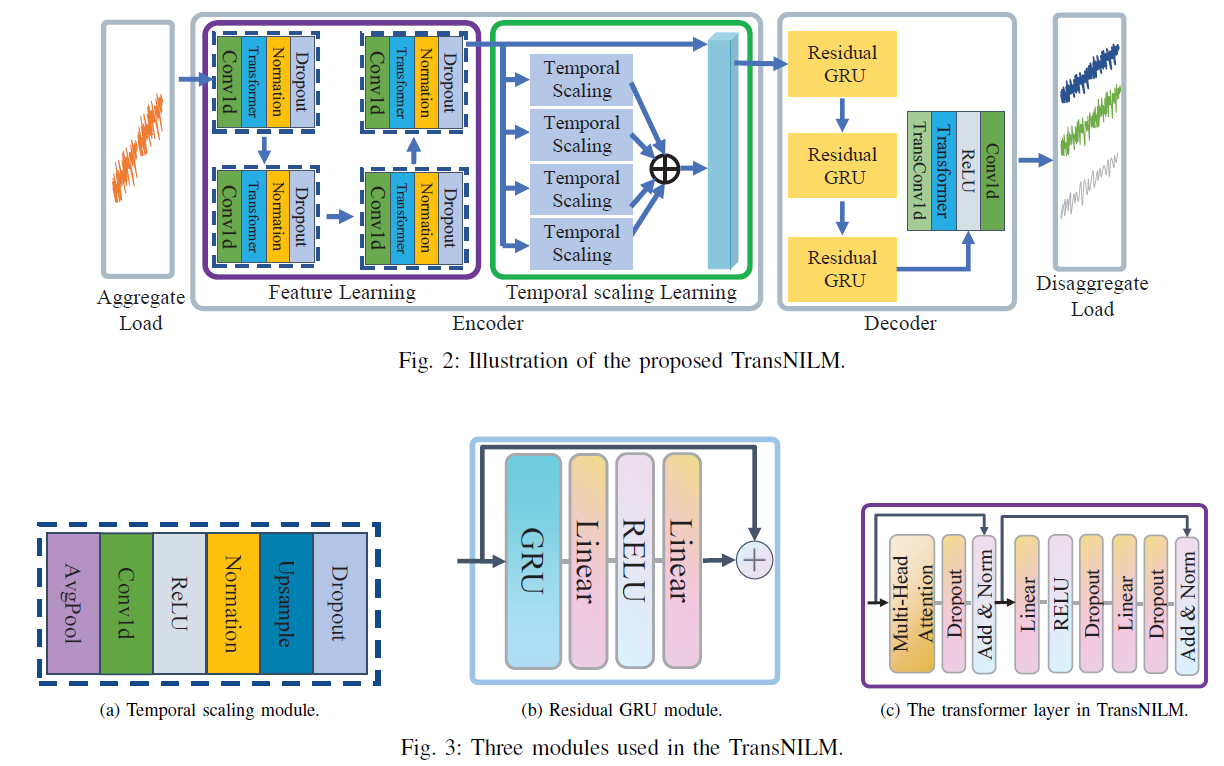 Conv1d
Transformer
Normation
Dropout
Conv1d
Transformer
Normation
Dropout
Conv1d
Transformer
Normation
Dropout
Conv1d
Transformer
Normation
Dropout
Temporal
Scaling
Temporal
Scaling
Temporal
Scaling
Temporal
Scaling
Residual
GRU
Residual
GRU
Residual
GRU
TransConv1d
Transformer
ReLU
Conv1d
Aggregate
Load
Feature Learning
Temporal scaling Learning
Encoder
Decoder
Disaggregate
Load
Fig. 2: Illustration of the proposed TransNILM.
AvgPool
Conv1d
ReLU
Normation
Upsample
Dropout
(a) Temporal scaling module.
GRU
Linear
RELU
Linear
(b) Residual GRU module.
Multi-Head
Attention
Dropout
Add & Norm
Linear
RELU
Dropout
Linear
Dropout
Add & Norm
(c) The transformer layer in TransNILM.
Fig. 3: Three modules used in the TransNILM.